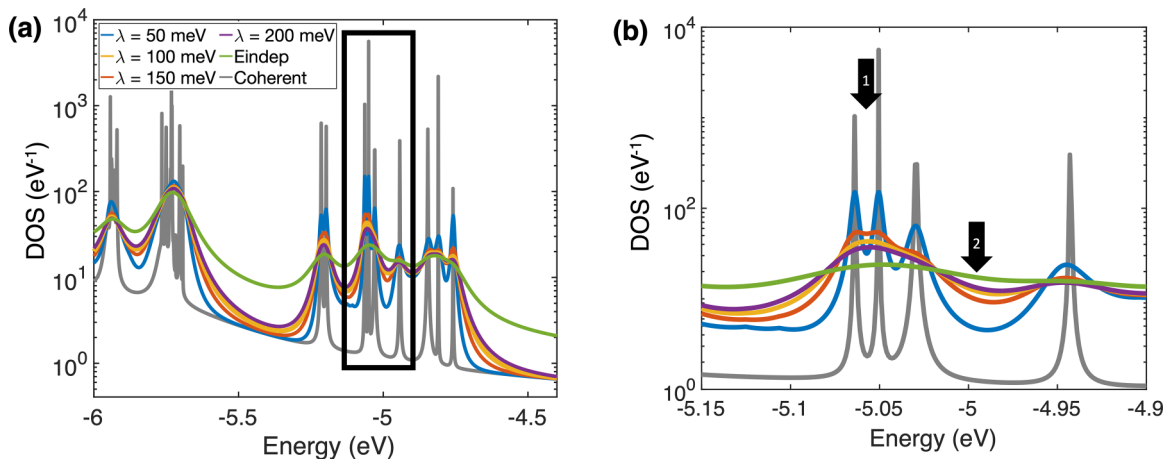 (a)
DOS (eV⁻¹)
10⁴
10³
10²
10¹
10⁰
λ = 50 meV
λ = 100 meV
λ = 150 meV
λ = 200 meV
Eindep
Coherent
-6
-5.5
-5
-4.5
Energy (eV)
(b)
DOS (eV⁻¹)
10⁴
10²
10⁰
1
2
-5.15
-5.1
-5.05
-5
-4.95
-4.9
Energy (eV)